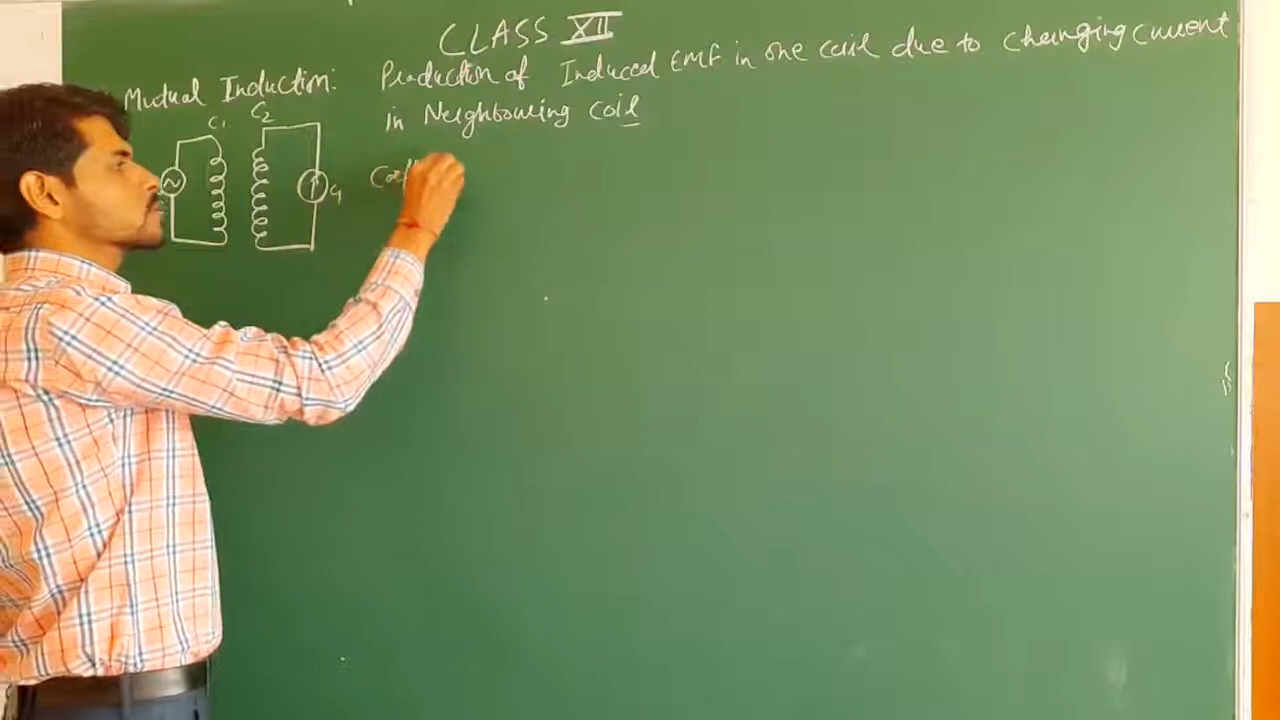 CLASS XII
Mutual Induction: Production of Induced EMF in one coil due to changing current
in Neighbouring coil
C1 C2
G
Coeff